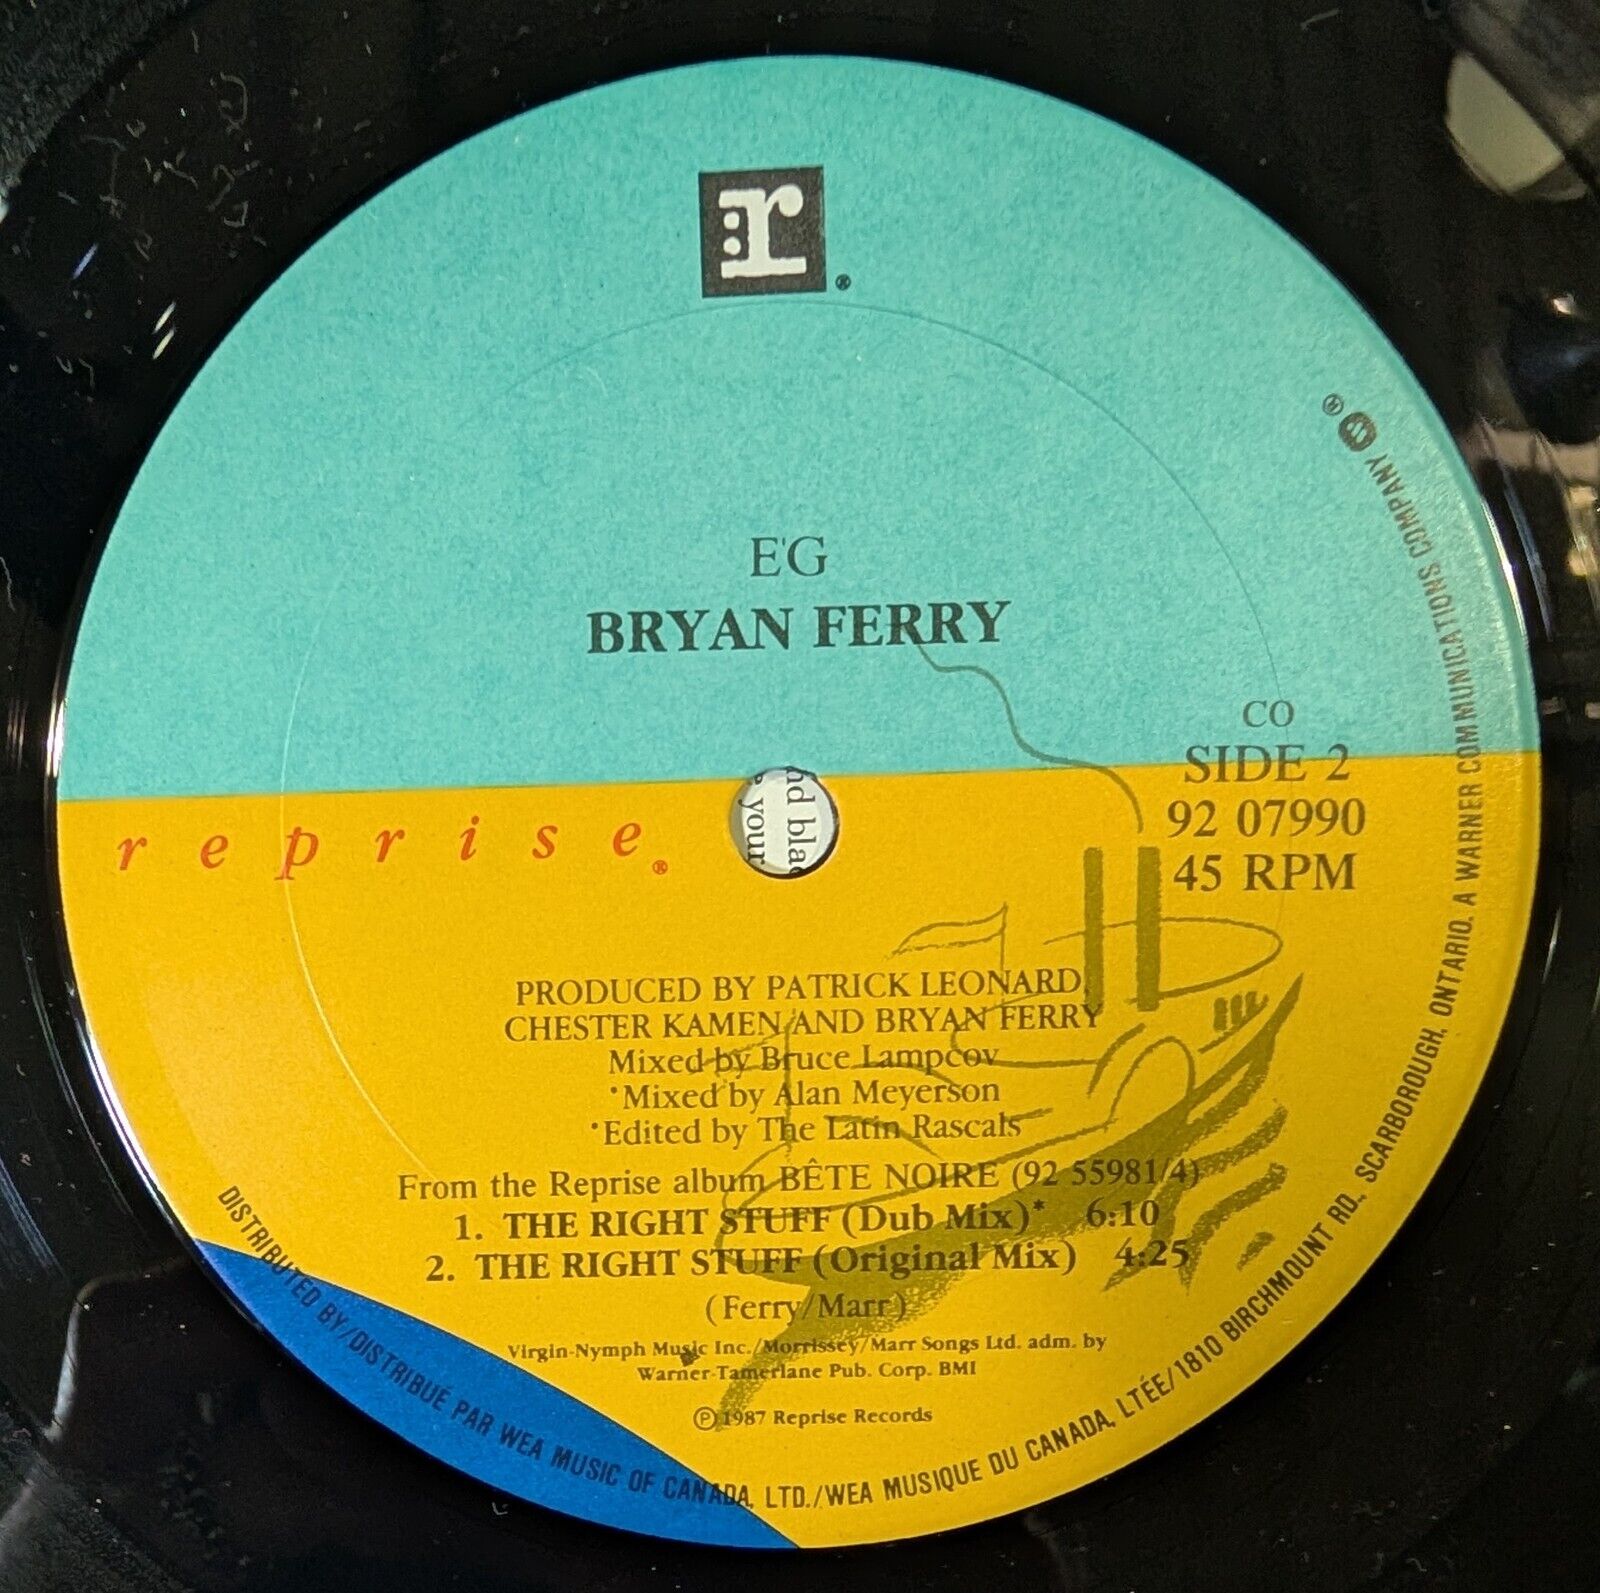 :r®
E'G
BRYAN FERRY
CO
SIDE 2
92 07990
45 RPM
reprise®
nd bla
your
PRODUCED BY PATRICK LEONARD,
CHESTER KAMEN AND BRYAN FERRY
Mixed by Bruce Lampcov
*Mixed by Alan Meyerson
*Edited by The Latin Rascals
From the Reprise album BÊTE NOIRE (92 55981/4)
1. THE RIGHT STUFF (Dub Mix)* 6:10
2. THE RIGHT STUFF (Original Mix) 4:25
(Ferry/Marr)
Virgin-Nymph Music Inc./Morrissey/Marr Songs Ltd. adm. by
Warner-Tamerlane Pub. Corp. BMI
℗ 1987 Reprise Records
DISTRIBUTED BY/DISTRIBUÉ PAR WEA MUSIC OF CANADA, LTD./WEA MUSIQUE DU CANADA, LTÉE/1810 BIRCHMOUNT RD., SCARBOROUGH, ONTARIO. A WARNER COMMUNICATIONS COMPANY ®